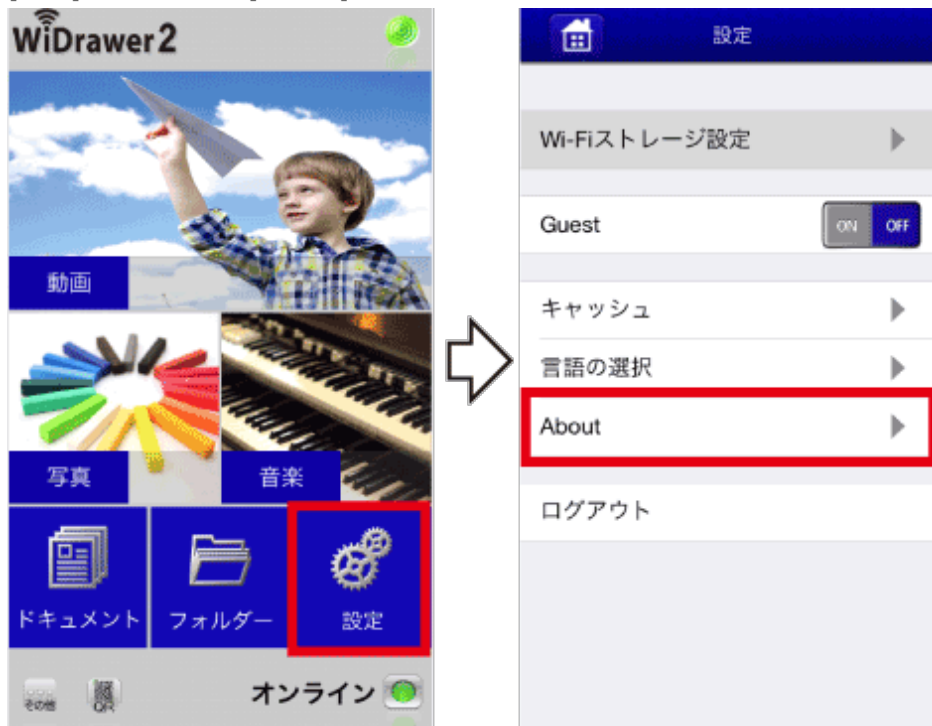 WiDrawer2
動画
写真
音楽
ドキュメント
フォルダー
設定
その他
QR
オンライン
設定
Wi-Fiストレージ設定
Guest
ON
OFF
キャッシュ
言語の選択
About
ログアウト